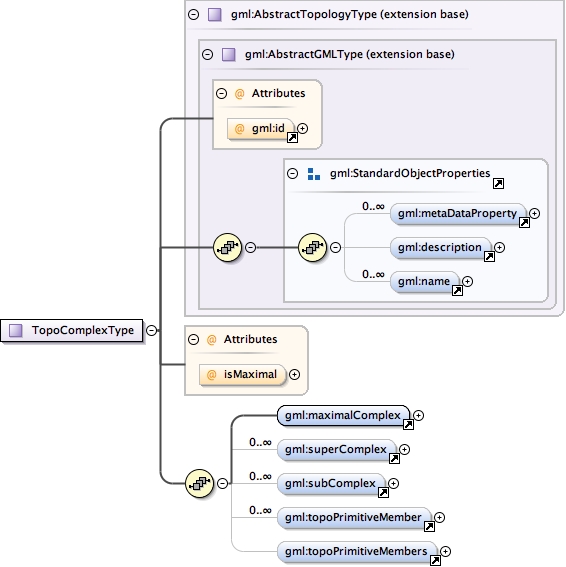 gml:AbstractTopologyType (extension base)
gml:AbstractGMLType (extension base)
@ Attributes
@ gml:id
gml:StandardObjectProperties
0..∞
gml:metaDataProperty
gml:description
0..∞
gml:name
TopoComplexType
@ Attributes
@ isMaximal
gml:maximalComplex
0..∞
gml:superComplex
0..∞
gml:subComplex
0..∞
gml:topoPrimitiveMember
gml:topoPrimitiveMembers